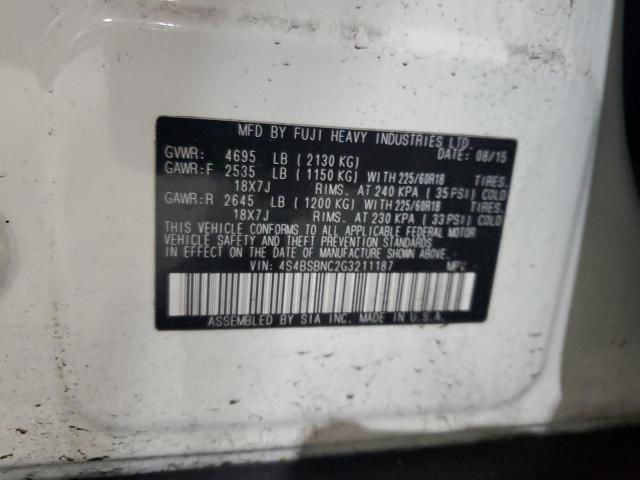 MFD BY FUJI HEAVY INDUSTRIES LTD.
DATE: 08/15
GVWR: 4695 LB (2130 KG)
GAWR:F 2535 LB (1150 KG) WITH 225/60R18 TIRES.
18X7J RIMS. AT 240 KPA (35 PSI) COLD
GAWR:R 2645 LB (1200 KG) WITH 225/60R18 TIRES.
18X7J RIMS. AT 230 KPA (33 PSI) COLD
THIS VEHICLE CONFORMS TO ALL APPLICABLE FEDERAL MOTOR
VEHICLE SAFETY AND THEFT PREVENTION STANDARDS
IN EFFECT ON THE DATE OF MANUFACTURE SHOWN ABOVE.
VIN: 4S4BSBNC2G3211187 MPV
ASSEMBLED BY SIA INC. MADE IN U.S.A.